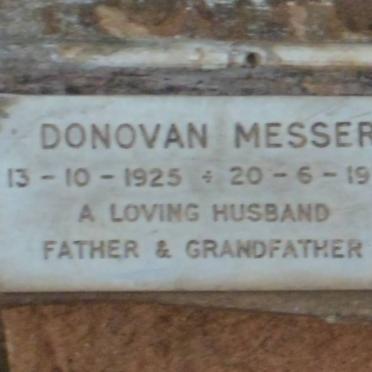 DONOVAN MESSER
13 - 10 - 1925 ÷ 20 - 6 - 19
A LOVING HUSBAND
FATHER & GRANDFATHER